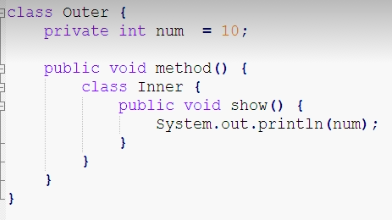 class Outer {
    private int num  = 10;
    public void method() {
        class Inner {
            public void show() {
                System.out.println(num);
            }
        }
    }
}